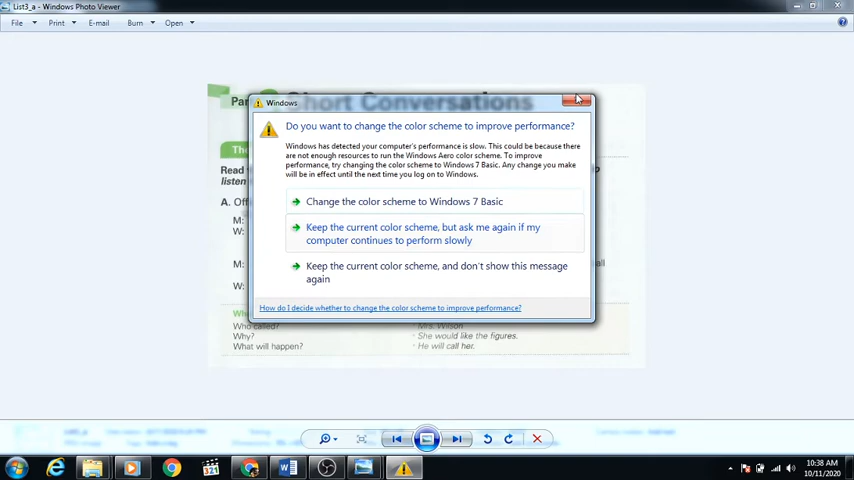 List3_a - Windows Photo Viewer
File Print E-mail Burn Open
Par Short Conversations
Windows
Do you want to change the color scheme to improve performance?
The
Windows has detected your computer's performance is slow. This could be because
there are not enough resources to run the Windows Aero color scheme. To improve
performance, try changing the color scheme to Windows 7 Basic. Any change you make
will be in effect until the next time you log on to Windows.
Read
to
listen
A. Offi
Change the color scheme to Windows 7 Basic
M:
W:
Keep the current color scheme, but ask me again if my
computer continues to perform slowly
M:
all
Keep the current color scheme, and don't show this message
again
W:
How do I decide whether to change the color scheme to improve performance?
Who called? Mrs. Wilson
Why? · She would like the figures.
What will happen? · He will call her.
321
10:38 AM
10/11/2020